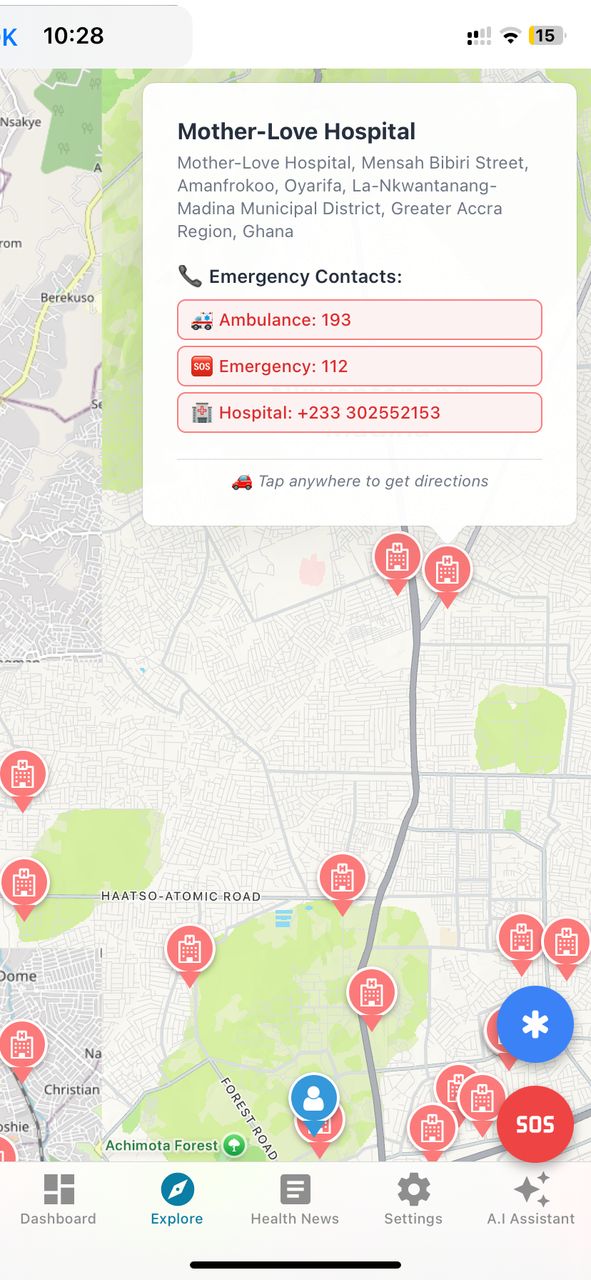 K 10:28 15
Nsakye
A
rom
Berekuso
Se
Mother-Love Hospital
Mother-Love Hospital, Mensah Bibiri Street,
Amanfrokoo, Oyarifa, La-Nkwantanang-
Madina Municipal District, Greater Accra
Region, Ghana
📞 Emergency Contacts:
🚑 Ambulance: 193
🆘 Emergency: 112
🏥 Hospital: +233 302552153
🚗 Tap anywhere to get directions
HAATSO-ATOMIC ROAD
Dome
Na
Christian
oshie
FOREST ROAD
Achimota Forest
SOS
Dashboard
Explore
Health News
Settings
A.I Assistant